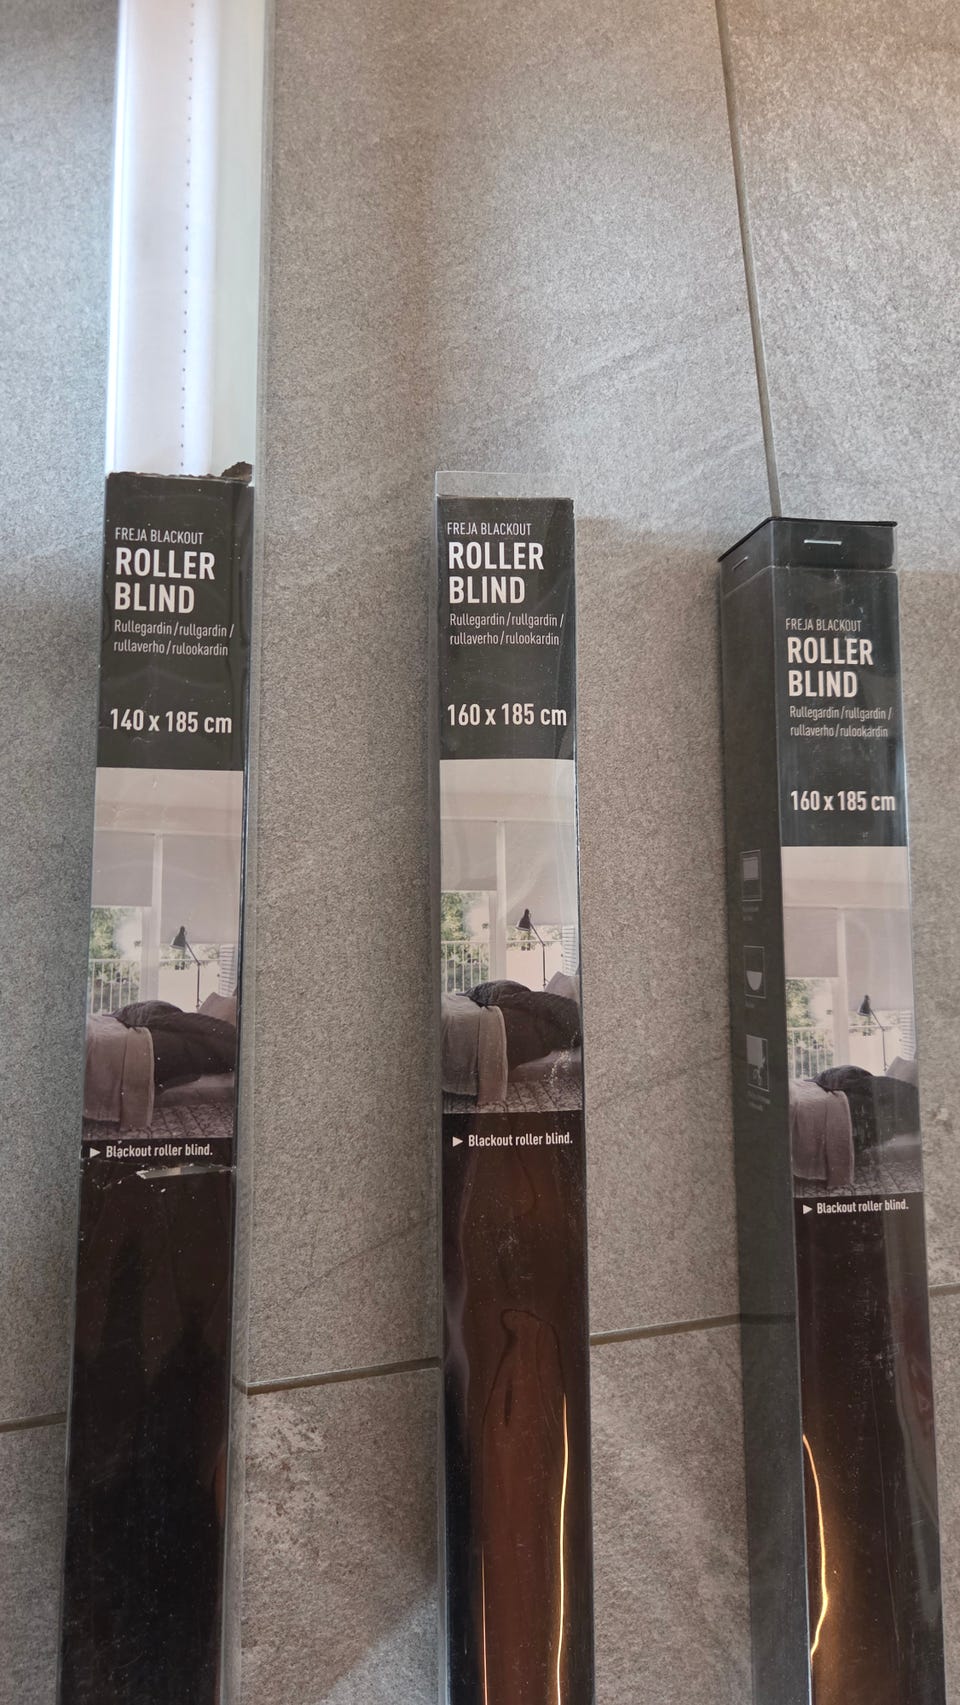 FREJA BLACKOUT
ROLLER
BLIND
Rullegardin / rullgardin /
rullaverho / rulookardin
140 x 185 cm
Blackout roller blind.
FREJA BLACKOUT
ROLLER
BLIND
Rullegardin / rullgardin /
rullaverho / rulookardin
160 x 185 cm
Blackout roller blind.
FREJA BLACKOUT
ROLLER
BLIND
Rullegardin / rullgardin /
rullaverho / rulookardin
160 x 185 cm
Blackout roller blind.